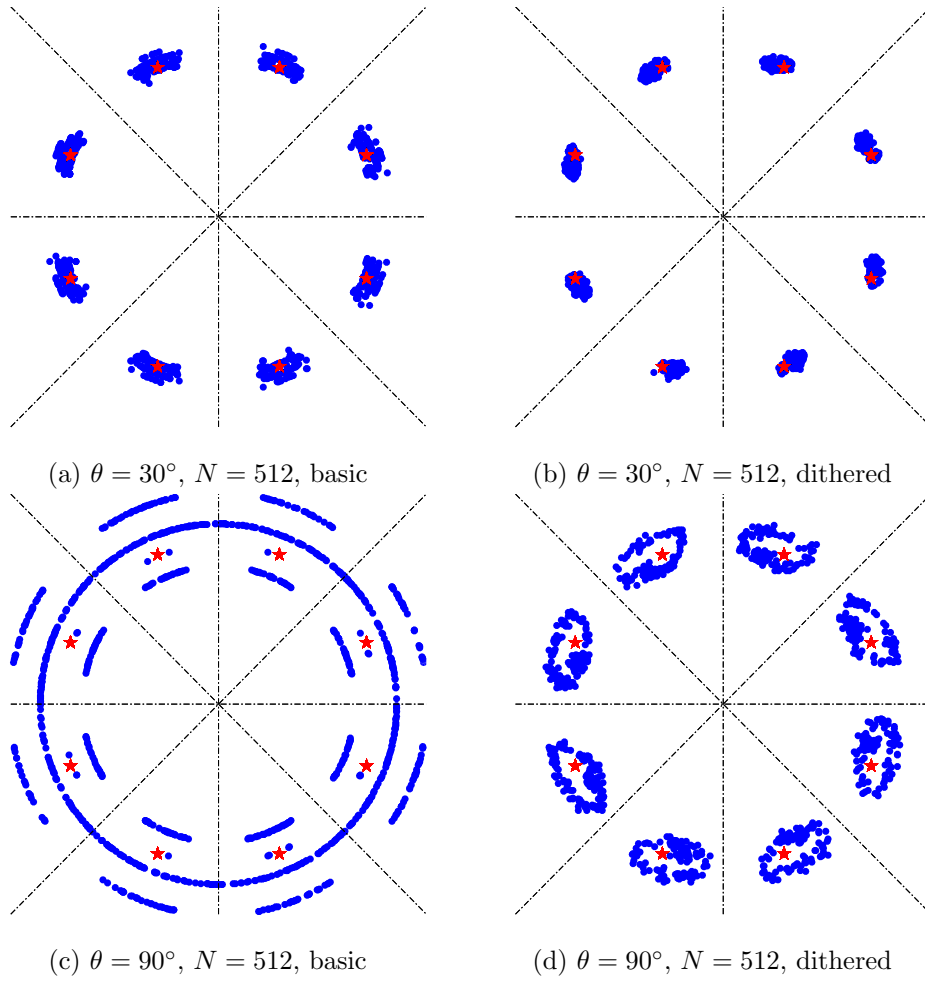 (a) θ = 30°, N = 512, basic
(b) θ = 30°, N = 512, dithered
(c) θ = 90°, N = 512, basic
(d) θ = 90°, N = 512, dithered